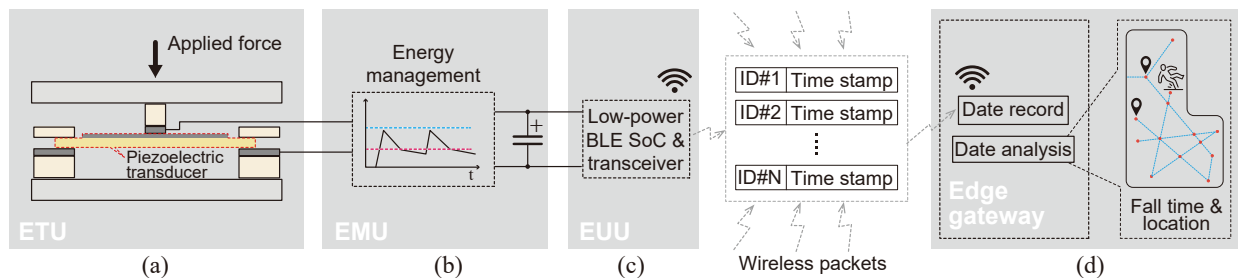 Applied force
Piezoelectric
transducer
ETU
(a)
Energy
management
t
EMU
(b)
+
Low-power
BLE SoC &
transceiver
EUU
(c)
ID#1 Time stamp
ID#2 Time stamp
ID#N Time stamp
Wireless packets
Date record
Date analysis
Edge
gateway
Fall time &
location
(d)